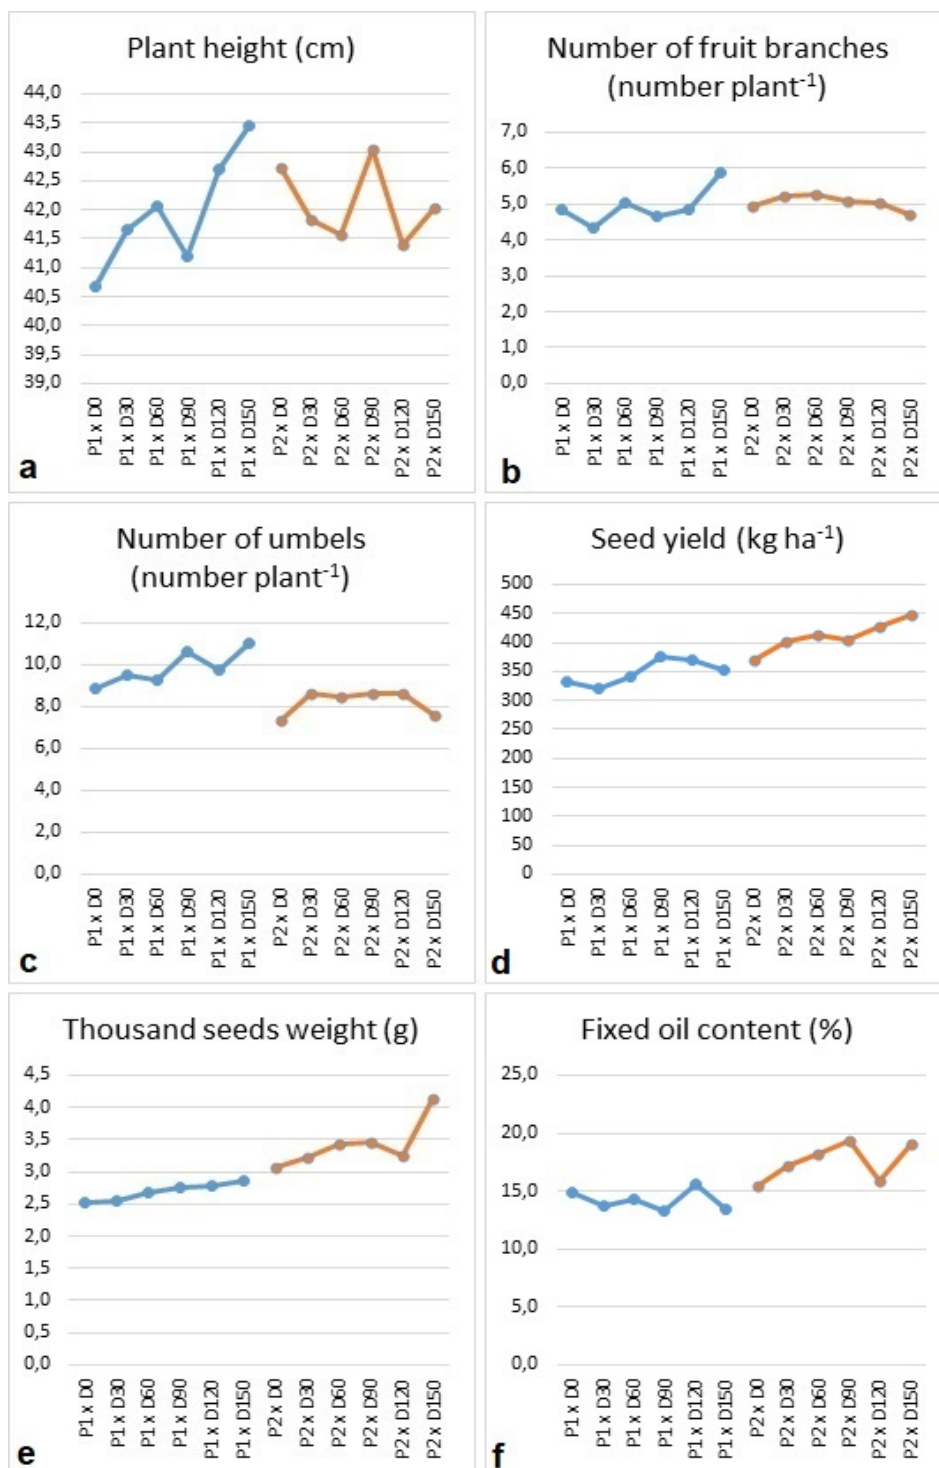 Plant height (cm)
44,0
43,5
43,0
42,5
42,0
41,5
41,0
40,5
40,0
39,5
39,0
P1 x D0
P1 x D30
P1 x D60
P1 x D90
P1 x D120
P1 x D150
P2 x D0
P2 x D30
P2 x D60
P2 x D90
P2 x D120
P2 x D150
a
Number of fruit branches
(number plant⁻¹)
7,0
6,0
5,0
4,0
3,0
2,0
1,0
0,0
P1 x D0
P1 x D30
P1 x D60
P1 x D90
P1 x D120
P1 x D150
P2 x D0
P2 x D30
P2 x D60
P2 x D90
P2 x D120
P2 x D150
b
Number of umbels
(number plant⁻¹)
12,0
10,0
8,0
6,0
4,0
2,0
0,0
P1 x D0
P1 x D30
P1 x D60
P1 x D90
P1 x D120
P1 x D150
P2 x D0
P2 x D30
P2 x D60
P2 x D90
P2 x D120
P2 x D150
c
Seed yield (kg ha⁻¹)
500
450
400
350
300
250
200
150
100
50
0
P1 x D0
P1 x D30
P1 x D60
P1 x D90
P1 x D120
P1 x D150
P2 x D0
P2 x D30
P2 x D60
P2 x D90
P2 x D120
P2 x D150
d
Thousand seeds weight (g)
4,5
4,0
3,5
3,0
2,5
2,0
1,5
1,0
0,5
0,0
P1 x D0
P1 x D30
P1 x D60
P1 x D90
P1 x D120
P1 x D150
P2 x D0
P2 x D30
P2 x D60
P2 x D90
P2 x D120
P2 x D150
e
Fixed oil content (%)
25,0
20,0
15,0
10,0
5,0
0,0
P1 x D0
P1 x D30
P1 x D60
P1 x D90
P1 x D120
P1 x D150
P2 x D0
P2 x D30
P2 x D60
P2 x D90
P2 x D120
P2 x D150
f